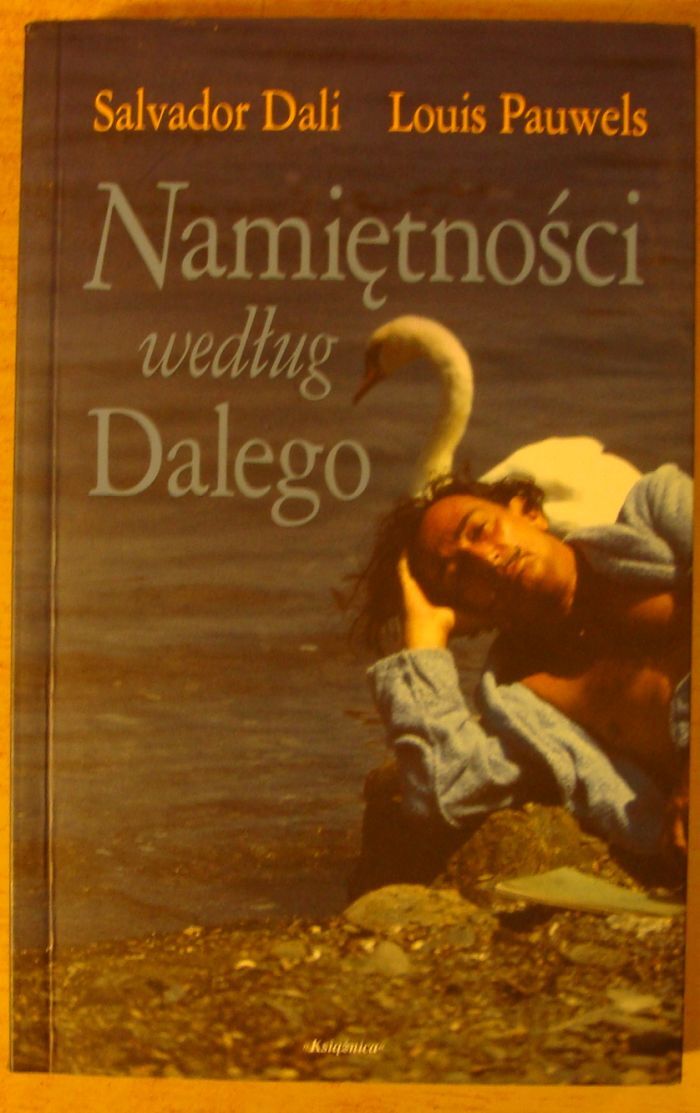 Salvador Dali Louis Pauwels
Namiętności
według
Dalego
«Książnica»